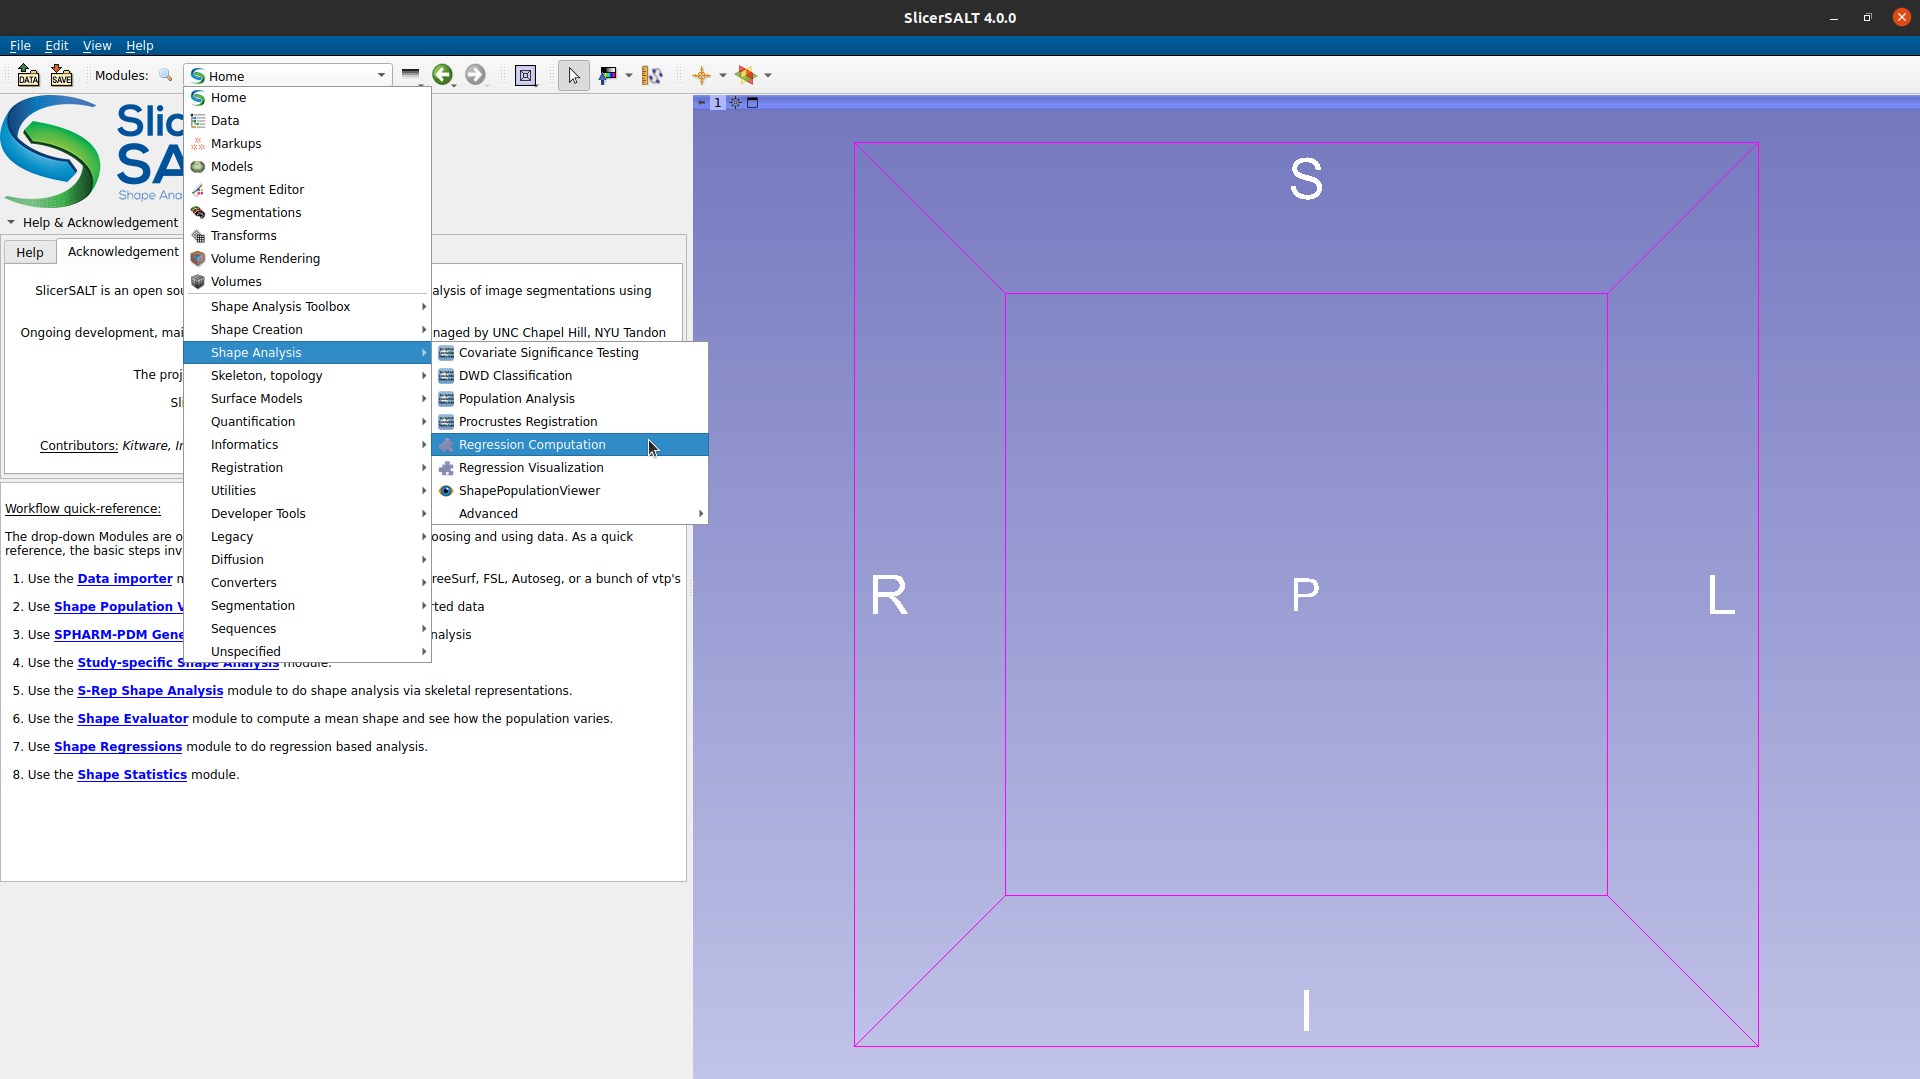 SlicerSALT 4.0.0
File Edit View Help
DATA SAVE Modules: Home
Home
Data
Markups
Models
Segment Editor
Segmentations
Transforms
Volume Rendering
Volumes
Shape Analysis Toolbox
Shape Creation
Shape Analysis
Skeleton, topology
Surface Models
Quantification
Informatics
Registration
Utilities
Developer Tools
Legacy
Diffusion
Converters
Segmentation
Sequences
Unspecified
Covariate Significance Testing
DWD Classification
Population Analysis
Procrustes Registration
Regression Computation
Regression Visualization
ShapePopulationViewer
Advanced
Slic
SA
Shape Ana
Help & Acknowledgement
Help Acknowledgement
SlicerSALT is an open sou alysis of image segmentations using
Ongoing development, mai naged by UNC Chapel Hill, NYU Tandon
The proj
Sli
Contributors: Kitware, In
Workflow quick-reference:
The drop-down Modules are o oosing and using data. As a quick
reference, the basic steps inv
1. Use the Data importer m reeSurf, FSL, Autoseg, or a bunch of vtp's
2. Use Shape Population V rted data
3. Use SPHARM-PDM Gene nalysis
4. Use the Study-specific Shape Analysis module.
5. Use the S-Rep Shape Analysis module to do shape analysis via skeletal representations.
6. Use the Shape Evaluator module to compute a mean shape and see how the population varies.
7. Use Shape Regressions module to do regression based analysis.
8. Use the Shape Statistics module.
1
S
R P L
I